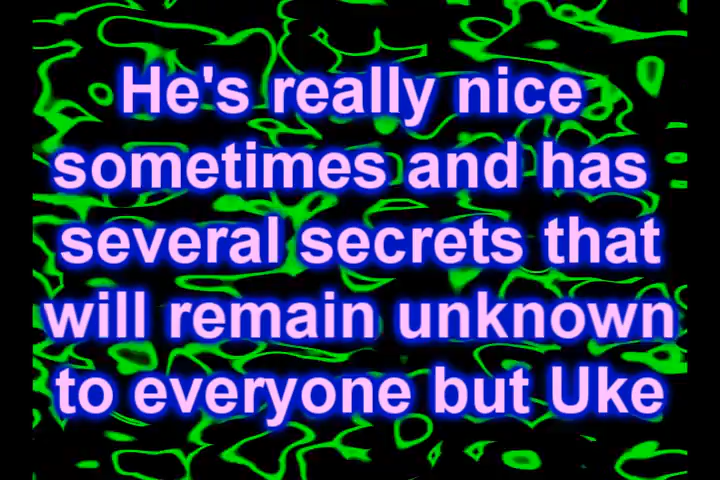 He's really nice
sometimes and has
several secrets that
will remain unknown
to everyone but Uke